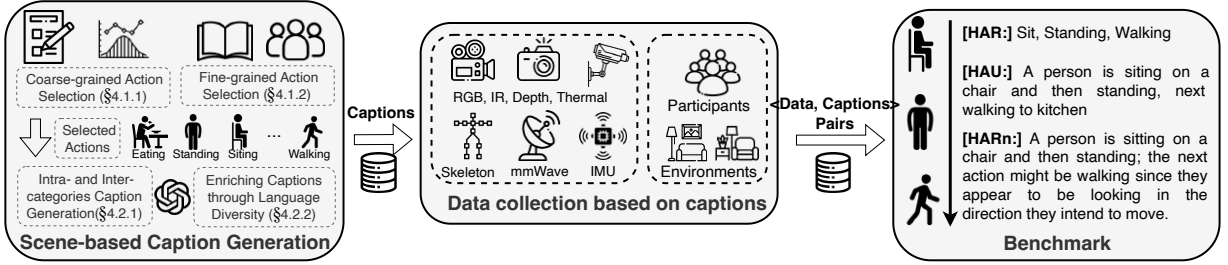 Coarse-grained Action
Selection (§4.1.1)
Fine-grained Action
Selection (§4.1.2)
Selected
Actions
Eating Standing Siting ... Walking
Intra- and Inter-
categories Caption
Generation(§4.2.1)
Enriching Captions
through Language
Diversity (§4.2.2)
Scene-based Caption Generation
Captions
RGB, IR, Depth, Thermal
Skeleton mmWave IMU
Participants
Environments
Data collection based on captions
<Data, Captions>
Pairs
[HAR:] Sit, Standing, Walking
[HAU:] A person is siting on a
chair and then standing, next
walking to kitchen
[HARn:] A person is sitting on a
chair and then standing; the next
action might be walking since they
appear to be looking in the
direction they intend to move.
Benchmark